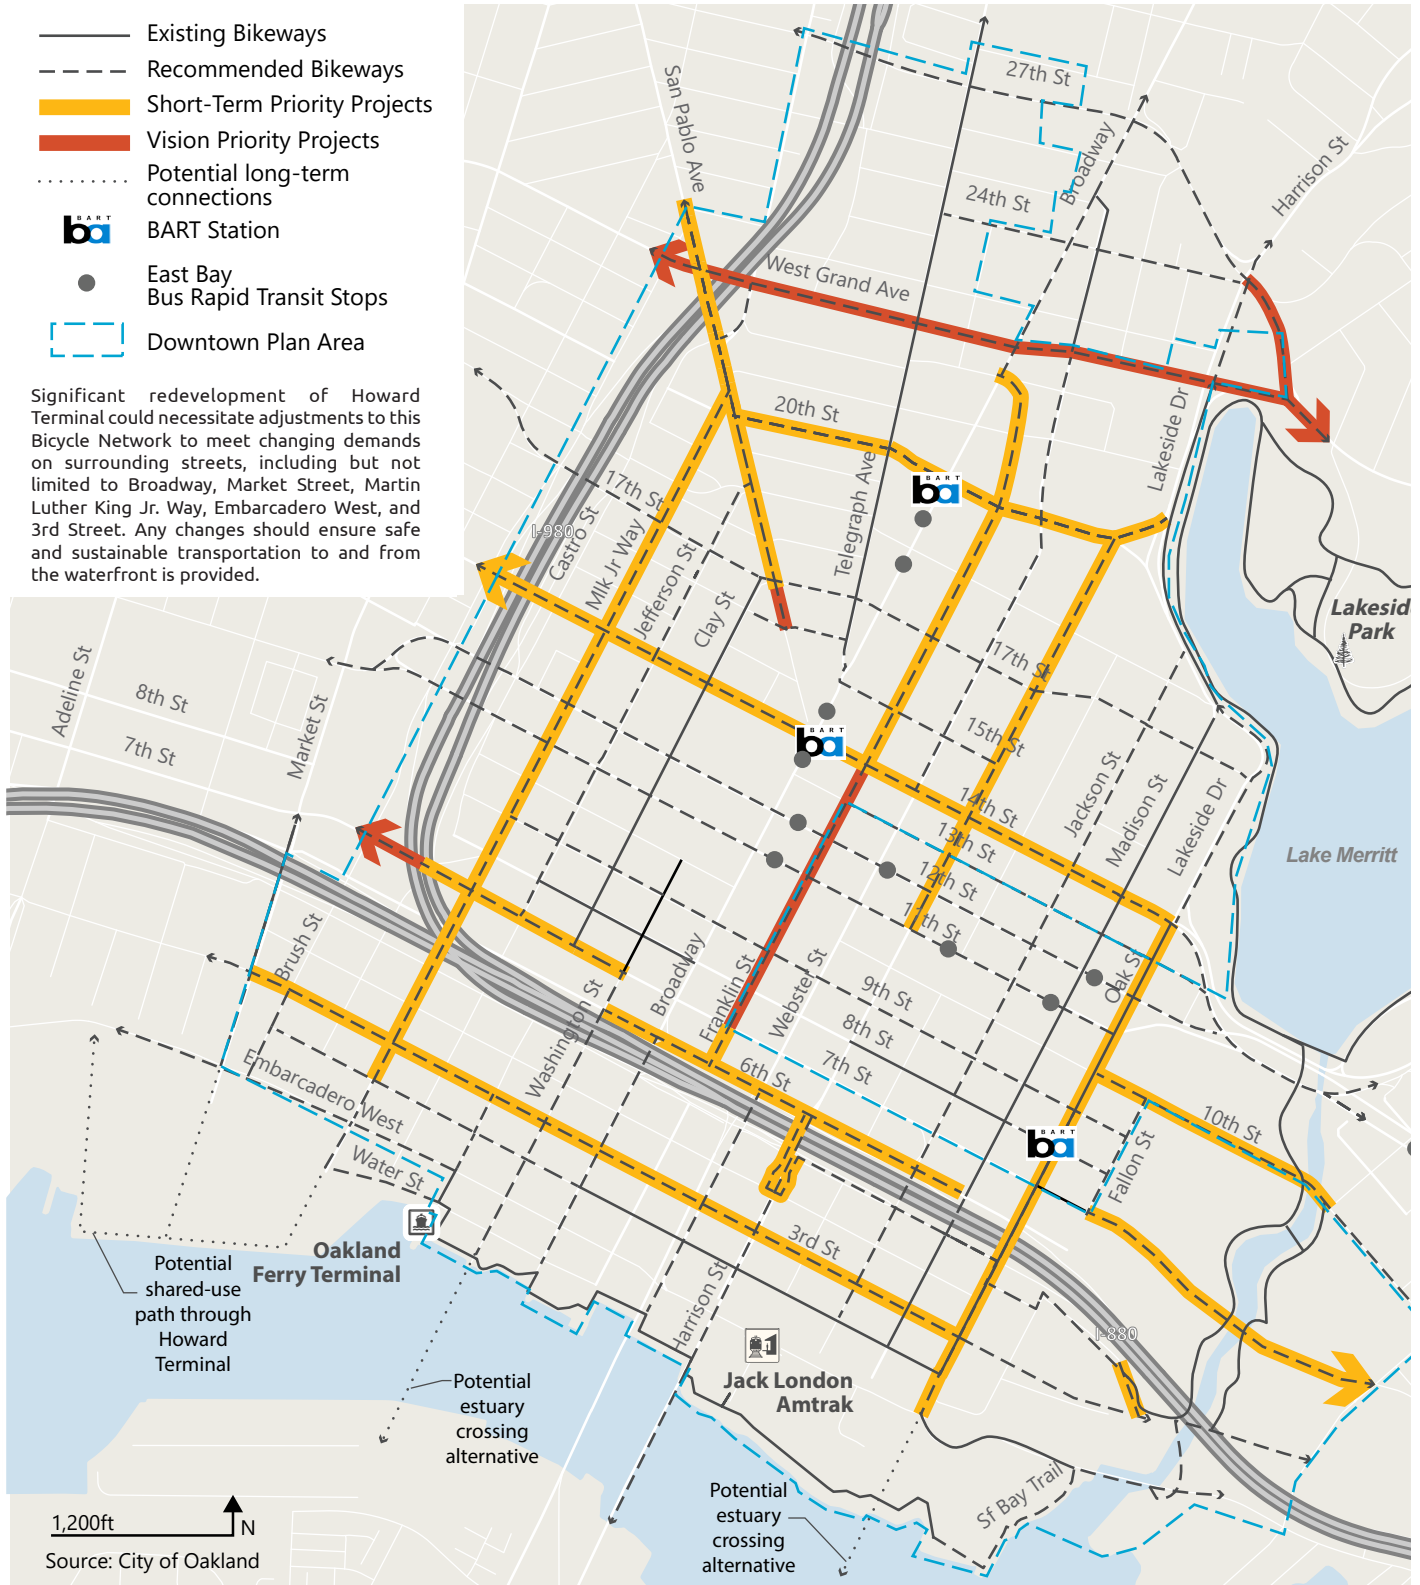 Existing Bikeways
Recommended Bikeways
Short-Term Priority Projects
Vision Priority Projects
Potential long-term
connections
BART
ba
BART Station
East Bay
Bus Rapid Transit Stops
Downtown Plan Area
Significant redevelopment of Howard
Terminal could necessitate adjustments to this
Bicycle Network to meet changing demands
on surrounding streets, including but not
limited to Broadway, Market Street, Martin
Luther King Jr. Way, Embarcadero West, and
3rd Street. Any changes should ensure safe
and sustainable transportation to and from
the waterfront is provided.
San Pablo Ave
27th St
Broadway
24th St
Harrison St
West Grand Ave
20th St
Lakeside Dr
Telegraph Ave
BART
ba
17th St
I-980
Castro St
Mlk Jr Way
Jefferson St
Clay St
Lakeside
Park
17th St
15th St
Adeline St
8th St
7th St
Market St
BART
ba
14th St
13th St
12th St
11th St
Jackson St
Madison St
Lakeside Dr
Lake Merritt
Brush St
Broadway
Franklin St
Webster St
Washington St
9th St
8th St
7th St
6th St
Oak St
10th St
Fallon St
BART
ba
Embarcadero West
Water St
Oakland
Ferry Terminal
3rd St
Harrison St
I-880
Jack London
Amtrak
Sf Bay Trail
Potential
shared-use
path through
Howard
Terminal
Potential
estuary
crossing
alternative
Potential
estuary
crossing
alternative
1,200ft
N
Source: City of Oakland